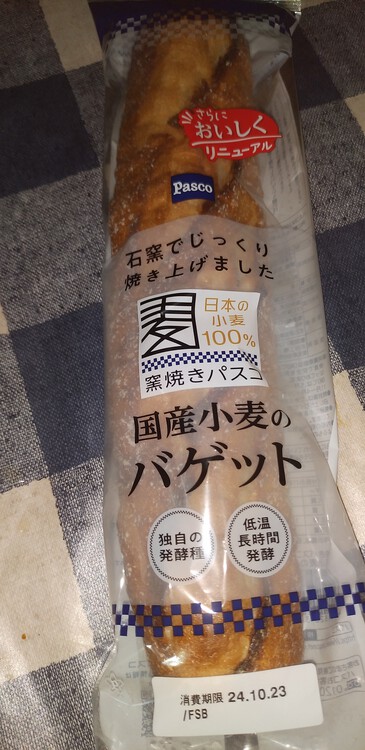 さらに
おいしく
リニューアル
Pasco
石窯でじっくり
焼き上げました
麦
日本の
小麦
100%
窯焼きパスコ
国産小麦の
バゲット
独自の
発酵種
低温
長時間
発酵
消費期限 24.10.23
/FSB